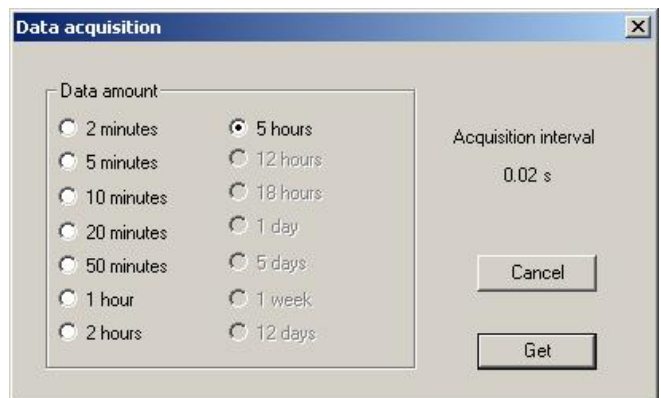 Data acquisition
Data amount
2 minutes
5 minutes
10 minutes
20 minutes
50 minutes
1 hour
2 hours
5 hours
12 hours
18 hours
1 day
5 days
1 week
12 days
Acquisition interval
0.02 s
Cancel
Get